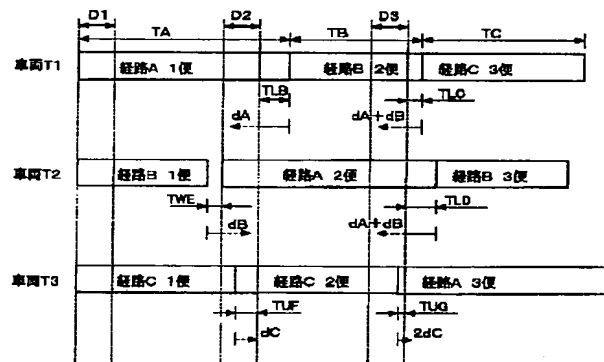 D1 D2 D3
TA TB TC
車両T1 経路A 1便 経路B 2便 経路C 3便
TLB TLC
dA dA+dB
車両T2 経路B 1便 経路A 2便 経路B 3便
TWE TLD
dB dA+dB
車両T3 経路C 1便 経路C 2便 経路A 3便
TUF TUG
dC 2dC